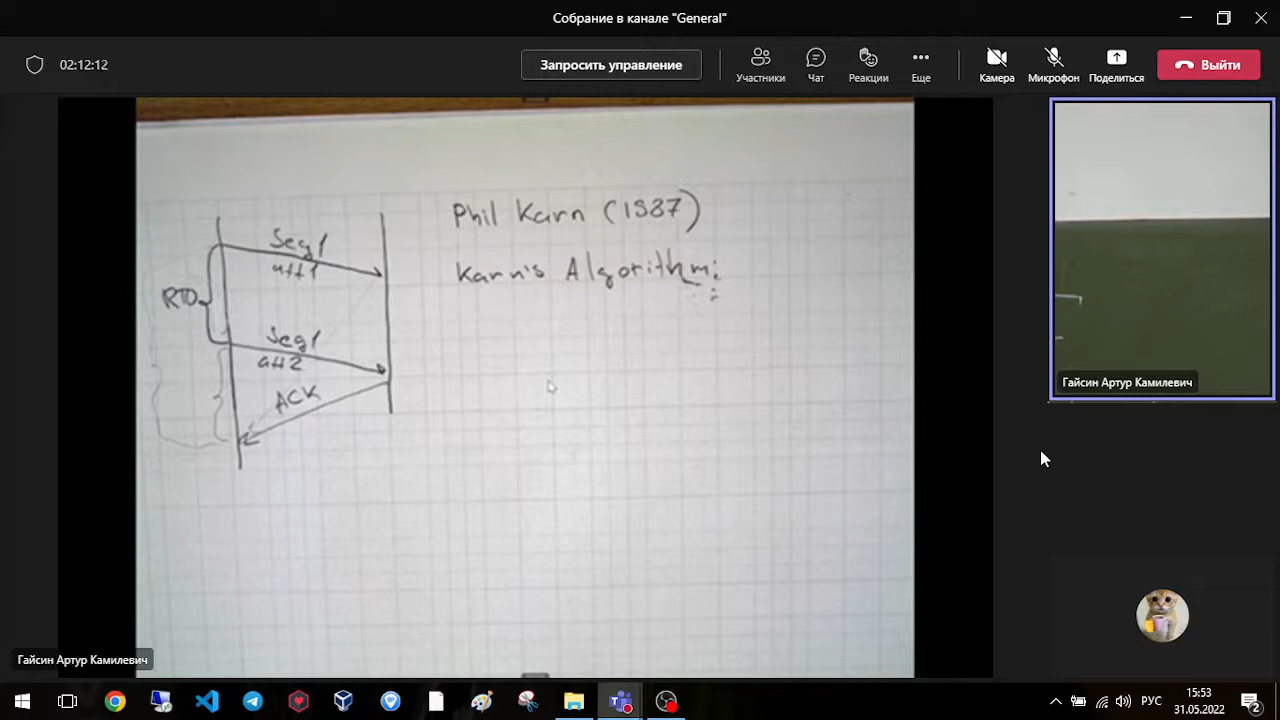 Собрание в канале "General"
02:12:12
Запросить управление
Участники
Чат
Реакции
Еще
Камера
Микрофон
Поделиться
Выйти
Phil Karn (1987)
Karn's Algorithm:
Seg1
att1
RTO
Seg1
att2
ACK
Гайсин Артур Камилевич
Гайсин Артур Камилевич
РУС
15:53
31.05.2022
2